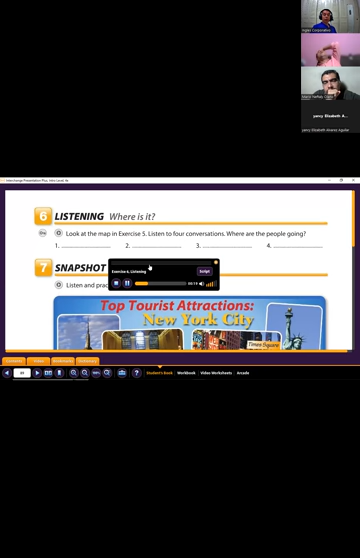 yency Elizabeth A...
yency Elizabeth Alvarez Aguilar
Interchange Presentation Plus, Intro Level, 4e
6 LISTENING Where is it?
Look at the map in Exercise 5. Listen to four conversations. Where are the people going?
1. 2. 3. 4.
7 SNAPSHOT
Exercise 6, Listening
Script
00:19
Listen and prac
Top Tourist Attractions:
New York City
Times Square
Student's Book Workbook Video Worksheets Arcade